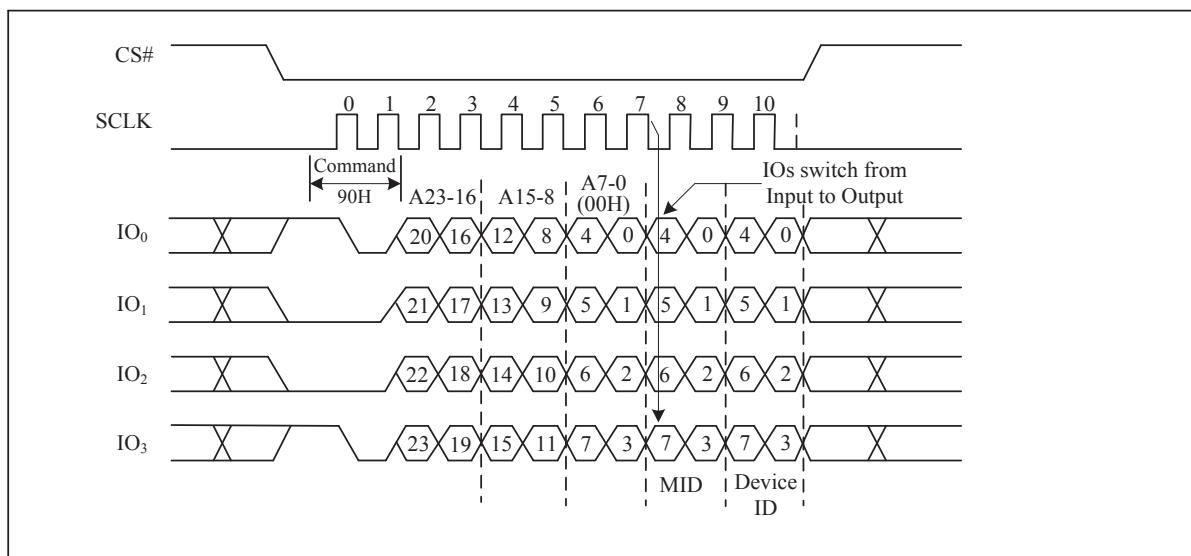 CS#
0 1 2 3 4 5 6 7 8 9 10
SCLK
Command
90H
A23-16
A15-8
A7-0
(00H)
IOs switch from
Input to Output
IO0 20 16 12 8 4 0 4 0 4 0
IO1 21 17 13 9 5 1 5 1 5 1
IO2 22 18 14 10 6 2 6 2 6 2
IO3 23 19 15 11 7 3 7 3 7 3
MID
Device
ID